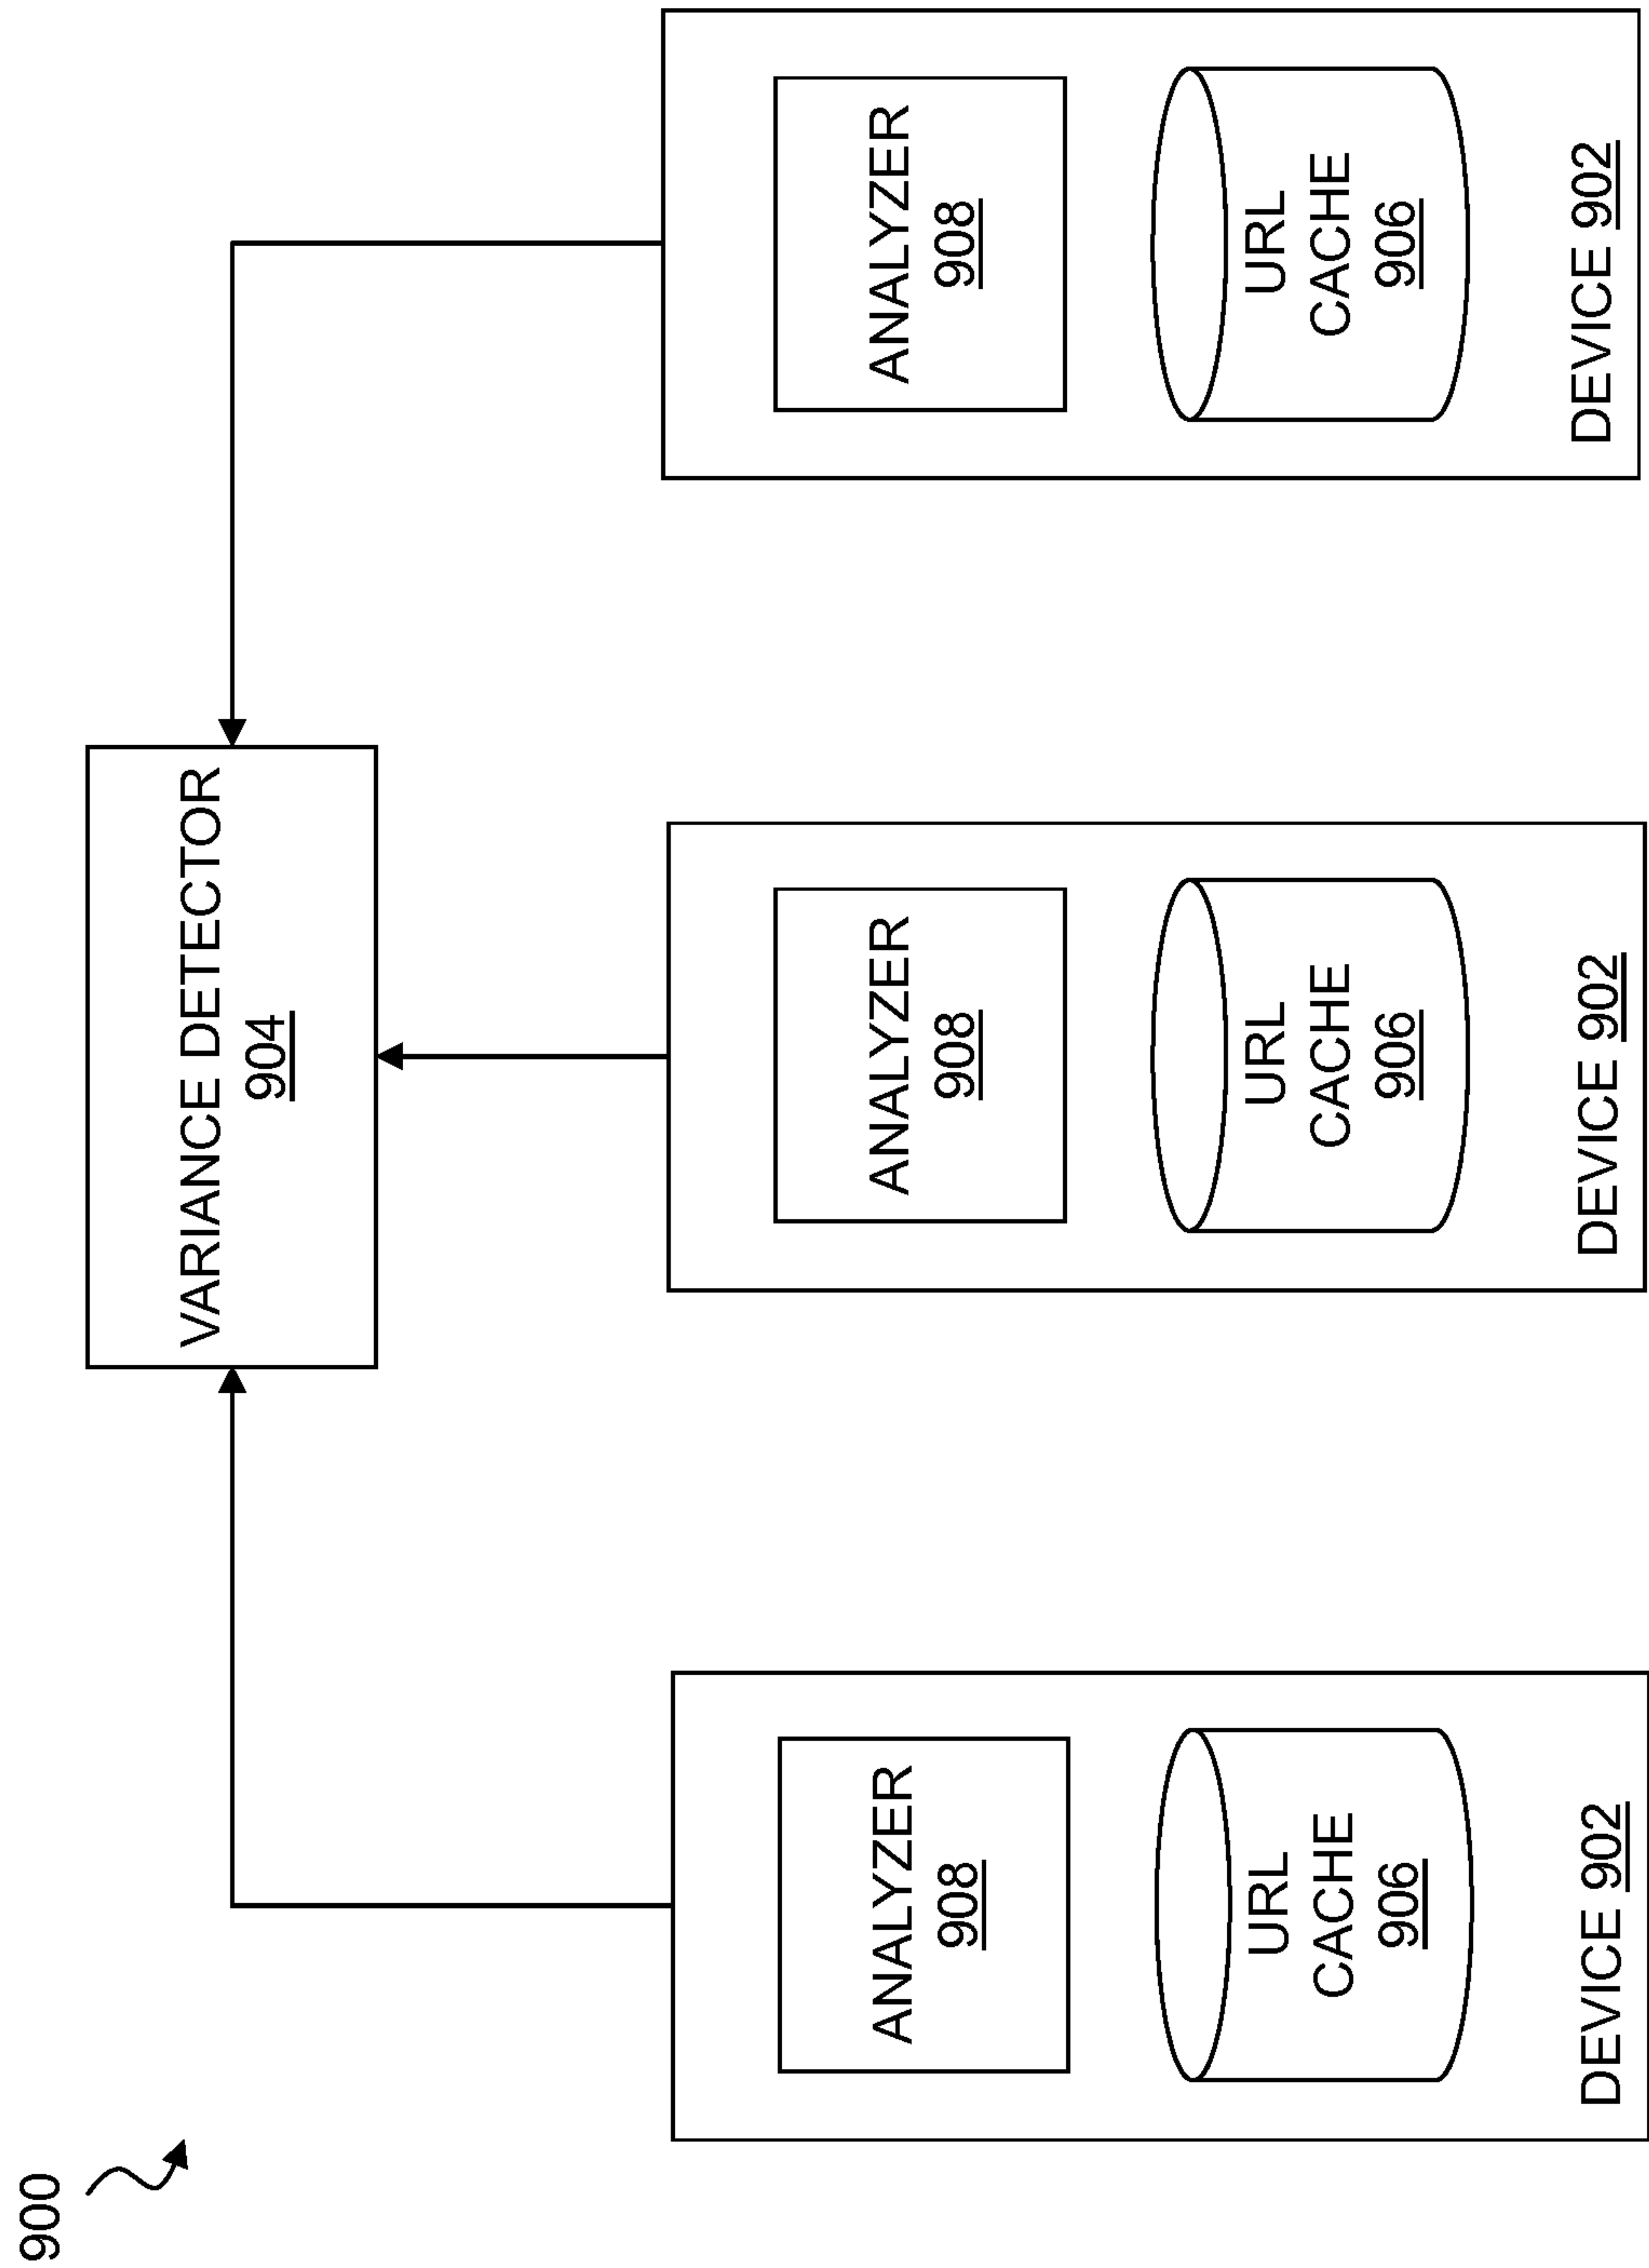 900
VARIANCE DETECTOR
904
ANALYZER
908
URL
CACHE
906
DEVICE 902
ANALYZER
908
URL
CACHE
906
DEVICE 902
ANALYZER
908
URL
CACHE
906
DEVICE 902